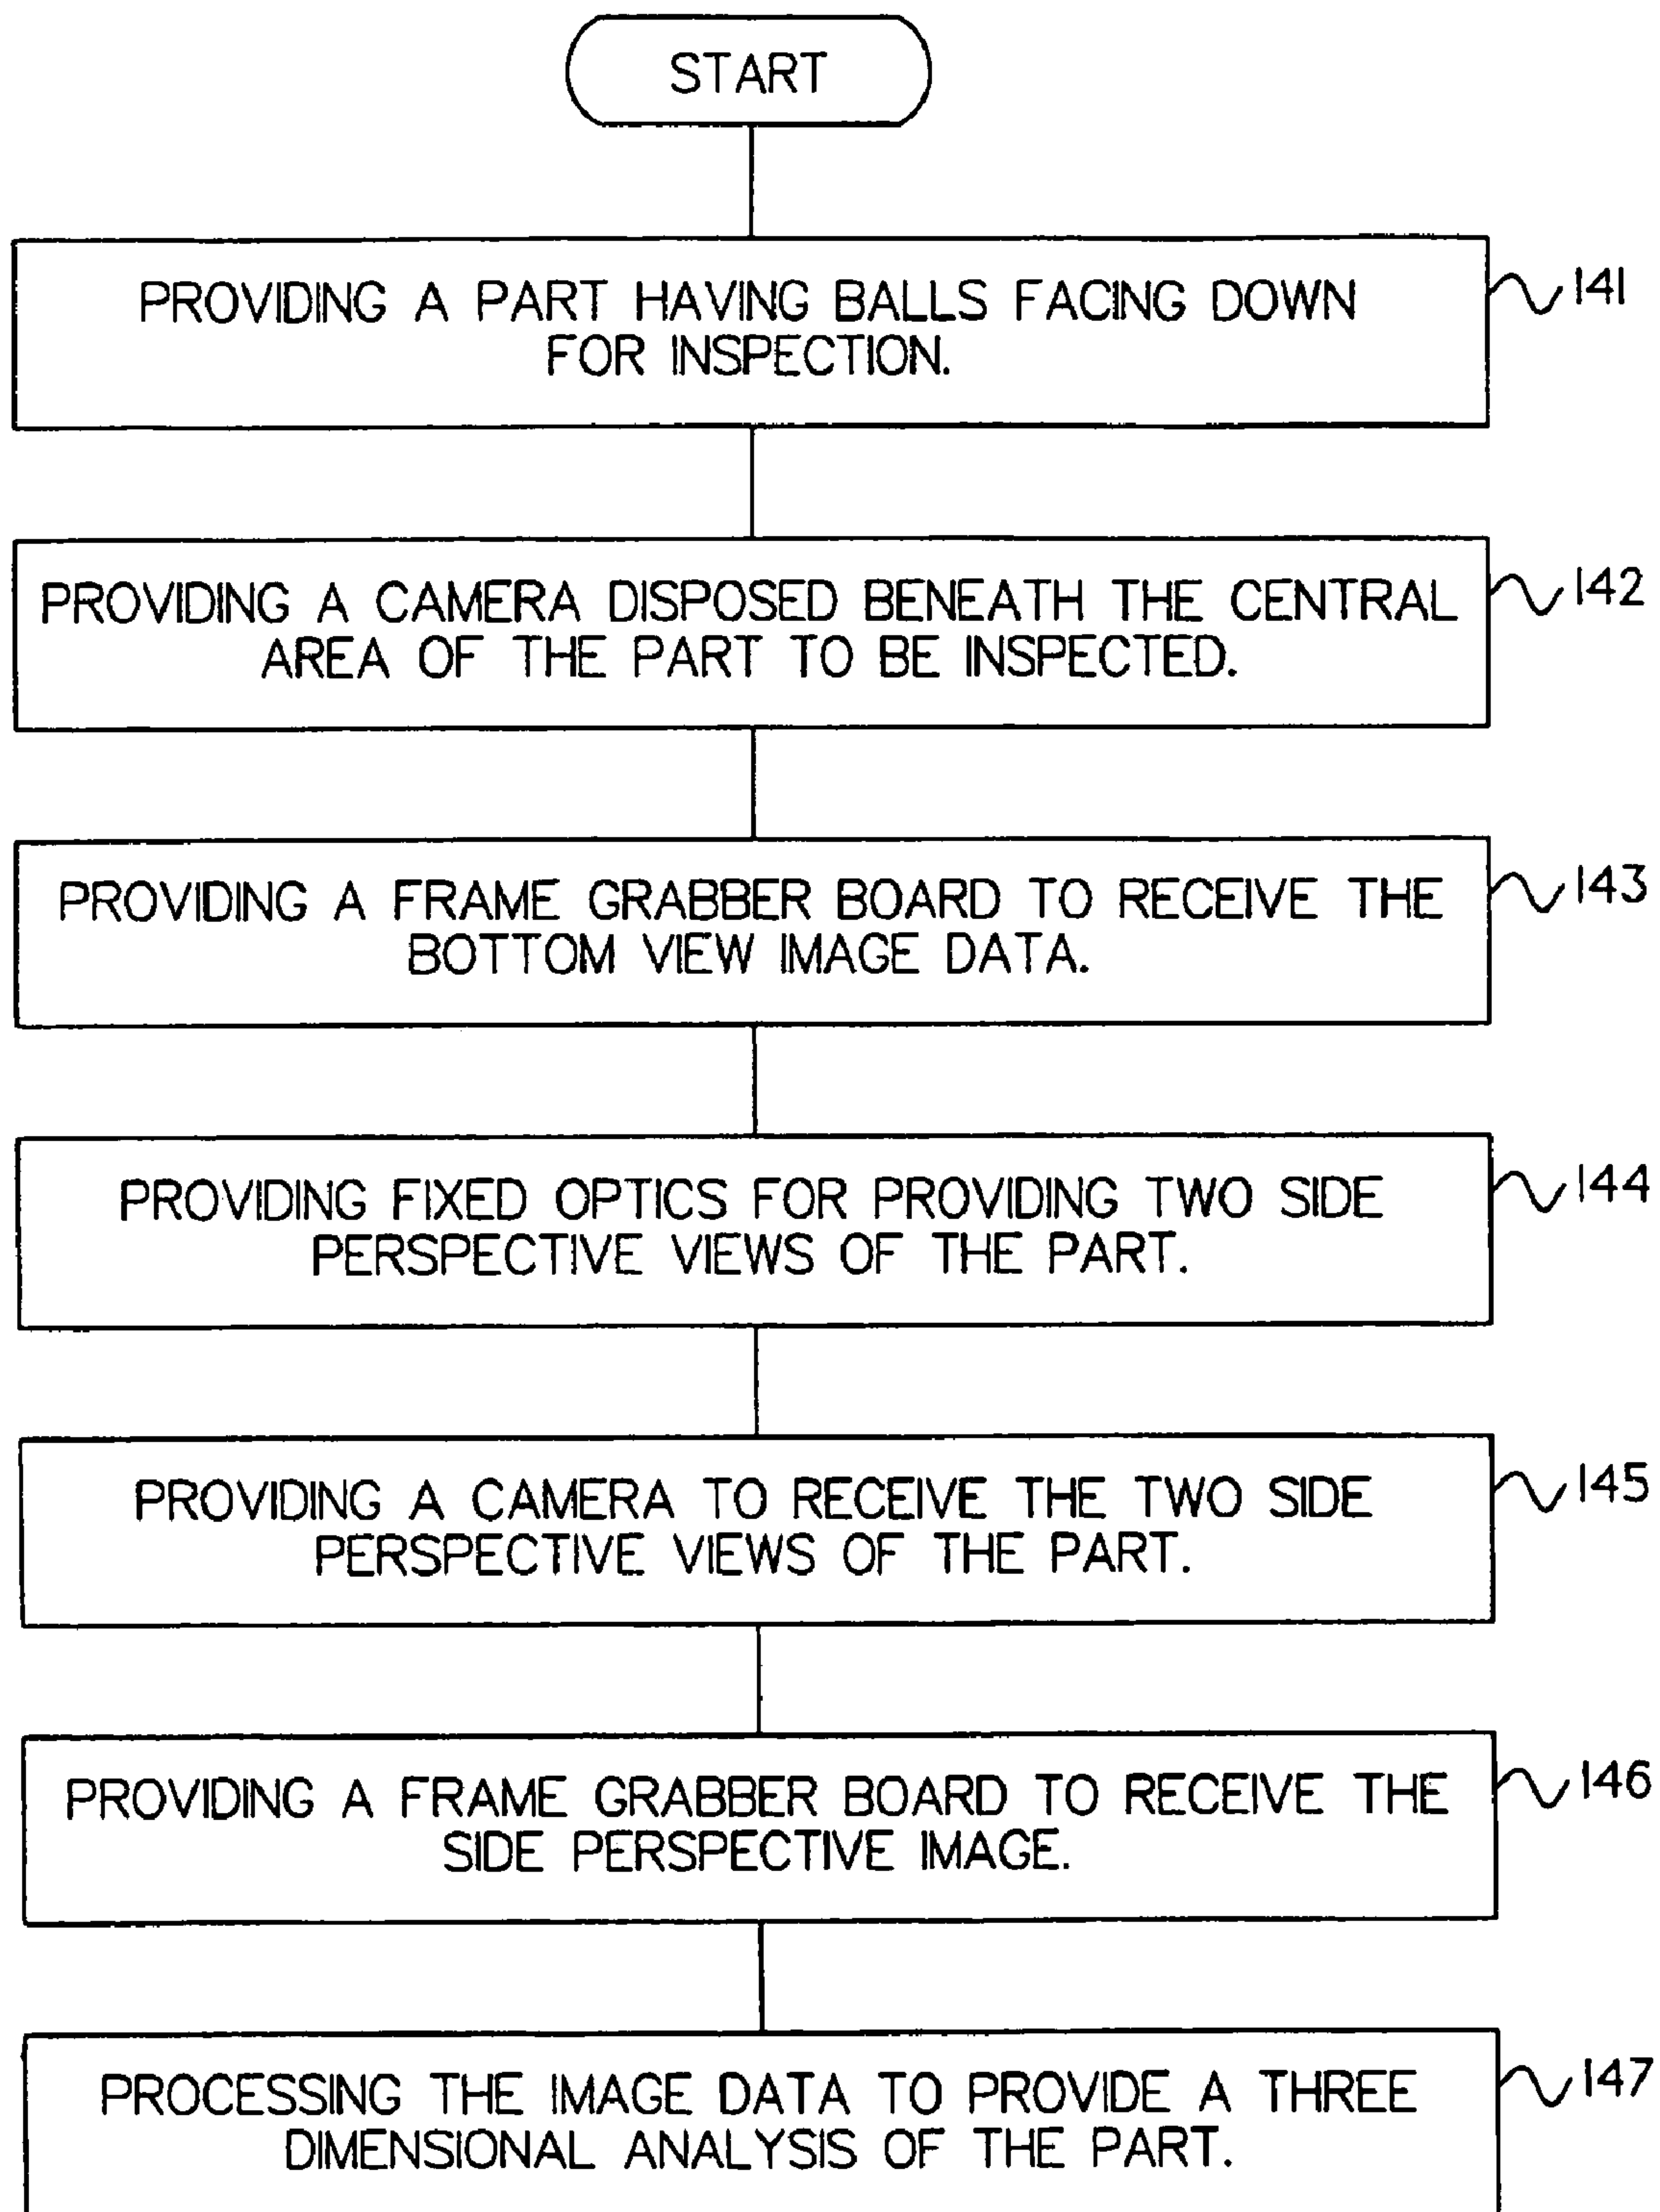 START
PROVIDING A PART HAVING BALLS FACING DOWN
FOR INSPECTION.
141
PROVIDING A CAMERA DISPOSED BENEATH THE CENTRAL
AREA OF THE PART TO BE INSPECTED.
142
PROVIDING A FRAME GRABBER BOARD TO RECEIVE THE
BOTTOM VIEW IMAGE DATA.
143
PROVIDING FIXED OPTICS FOR PROVIDING TWO SIDE
PERSPECTIVE VIEWS OF THE PART.
144
PROVIDING A CAMERA TO RECEIVE THE TWO SIDE
PERSPECTIVE VIEWS OF THE PART.
145
PROVIDING A FRAME GRABBER BOARD TO RECEIVE THE
SIDE PERSPECTIVE IMAGE.
146
PROCESSING THE IMAGE DATA TO PROVIDE A THREE
DIMENSIONAL ANALYSIS OF THE PART.
147